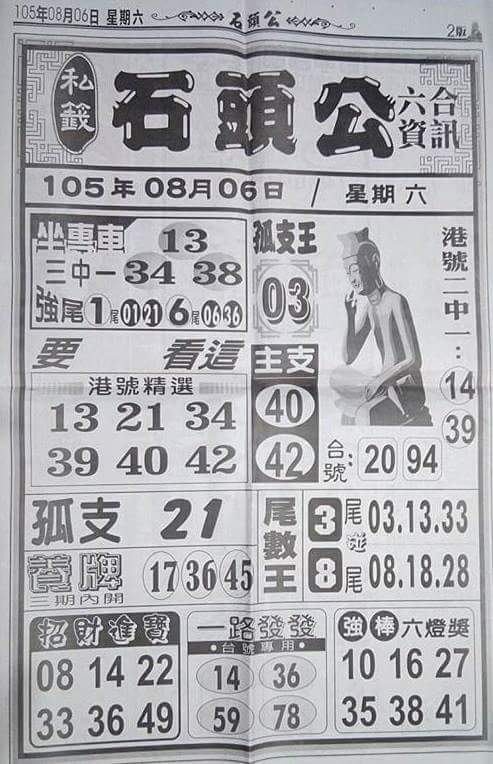 105年08月06日 星期六
石頭公
2版
私籤
石頭公
六合資訊
105年08月06日 / 星期六
坐專車 13
三中一 34 38
強尾 1尾 01 21 6尾 06 36
孤支王
03
港號二中一：
14
39
要 看這
港號精選
13 21 34
39 40 42
主支
40
42
台號: 20 94
孤支 21
養牌 17 36 45
三期內開
尾數王
3尾 03.13.33
碰
8尾 08.18.28
招財進寶
08 14 22
33 36 49
一路發發
•台號專用•
14 36
59 78
強棒六燈獎
10 16 27
35 38 41